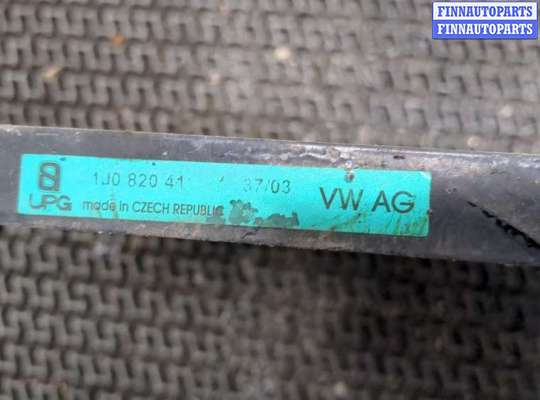 FINNAUTOPARTS
FINNAUTOPARTS
1J0 820 41 37/03 VW AG
UPG made in CZECH REPUBLIC